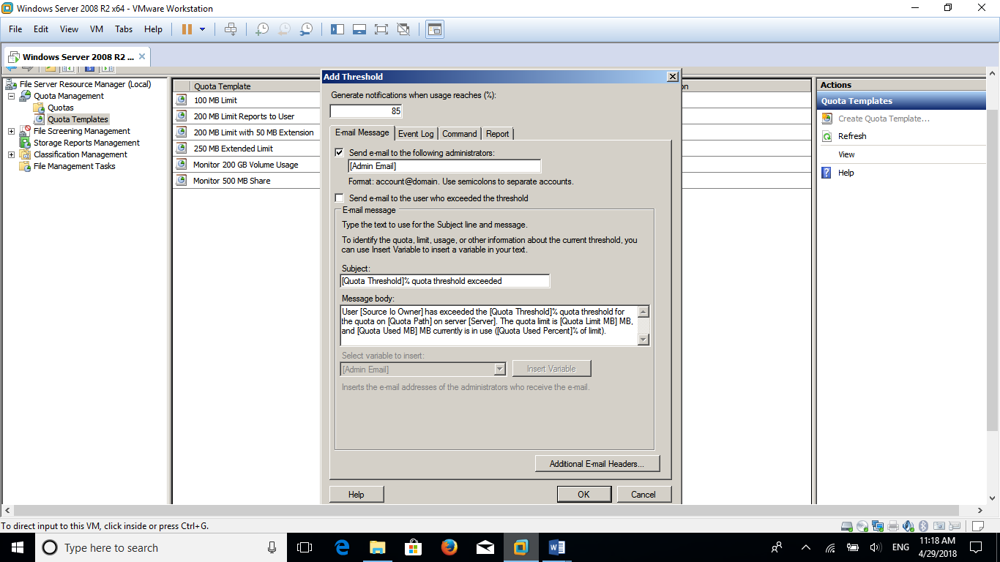 Windows Server 2008 R2 x64 - VMware Workstation
File Edit View VM Tabs Help
Windows Server 2008 R2 ...
File Server Resource Manager (Local)
Quota Management
Quotas
Quota Templates
File Screening Management
Storage Reports Management
Classification Management
File Management Tasks
Quota Template
100 MB Limit
200 MB Limit Reports to User
200 MB Limit with 50 MB Extension
250 MB Extended Limit
Monitor 200 GB Volume Usage
Monitor 500 MB Share
Add Threshold
Generate notifications when usage reaches (%):
85
E-mail Message Event Log Command Report
Send e-mail to the following administrators:
[Admin Email]
Format: account@domain. Use semicolons to separate accounts.
Send e-mail to the user who exceeded the threshold
E-mail message
Type the text to use for the Subject line and message.
To identify the quota, limit, usage, or other information about the current threshold, you
can use Insert Variable to insert a variable in your text.
Subject:
[Quota Threshold]% quota threshold exceeded
Message body:
User [Source Io Owner] has exceeded the [Quota Threshold]% quota threshold for
the quota on [Quota Path] on server [Server]. The quota limit is [Quota Limit MB] MB,
and [Quota Used MB] MB currently is in use ([Quota Used Percent]% of limit).
Select variable to insert:
[Admin Email] Insert Variable
Inserts the e-mail addresses of the administrators who receive the e-mail.
Additional E-mail Headers...
Help OK Cancel
on
Actions
Quota Templates
Create Quota Template...
Refresh
View
Help
To direct input to this VM, click inside or press Ctrl+G.
Type here to search
ENG
11:18 AM
4/29/2018